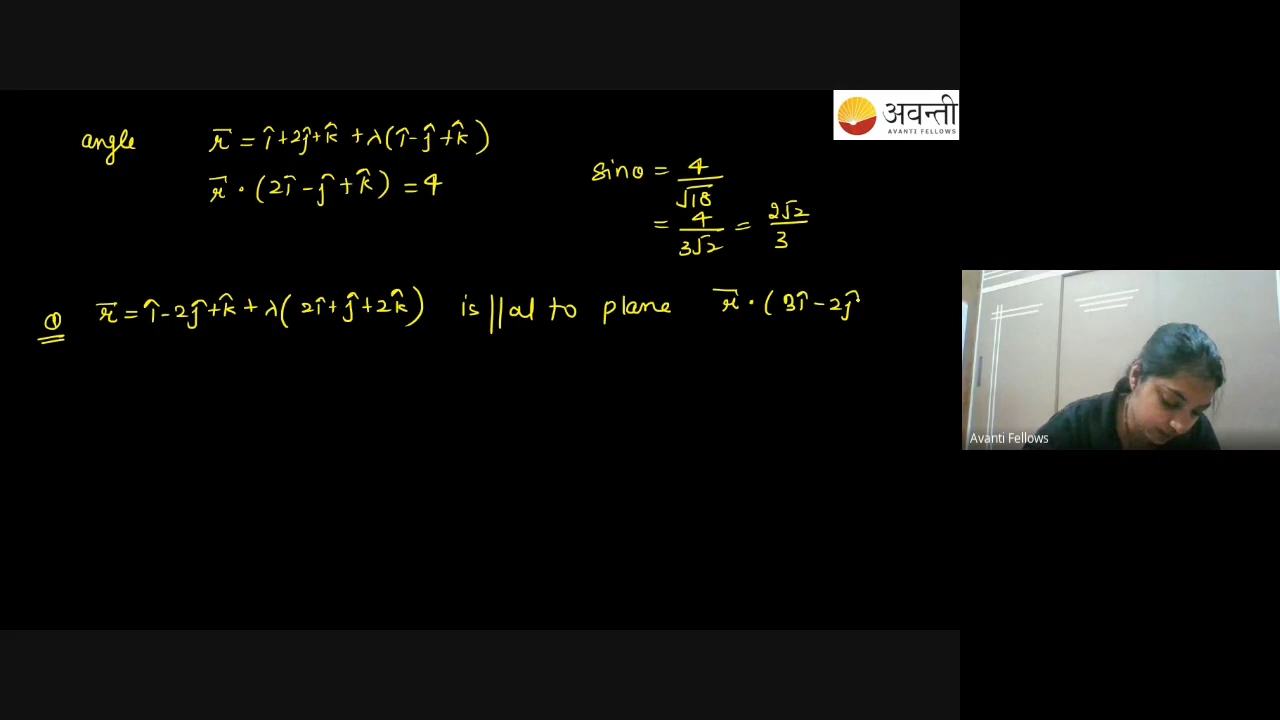 अवन्ती
AVANTI FELLOWS
angle r̄ = î+2ĵ+k̂ +λ(î-ĵ+k̂)
r̄ · (2î-ĵ+k̂) = 4
sinθ = 4/√18
= 4/3√2 = 2√2/3
① r̄ = î-2ĵ+k̂+λ(2î+ĵ+2k̂) is ||al to plane r̄ · (3î-2ĵ
Avanti Fellows